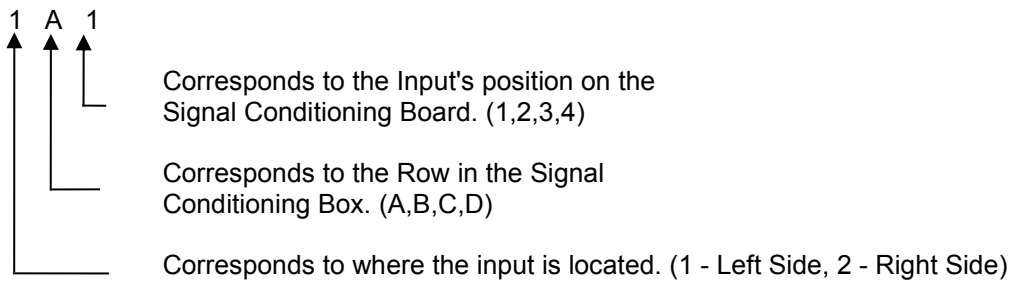 1 A 1
Corresponds to the Input's position on the
Signal Conditioning Board. (1,2,3,4)
Corresponds to the Row in the Signal
Conditioning Box. (A,B,C,D)
Corresponds to where the input is located. (1 - Left Side, 2 - Right Side)